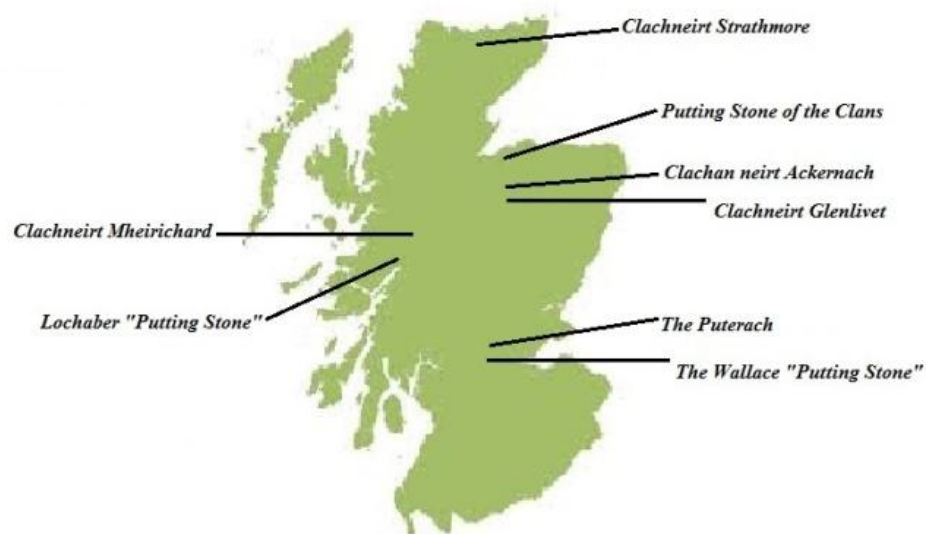 Clachneirt Strathmore
Putting Stone of the Clans
Clachan neirt Ackernach
Clachneirt Glenlivet
Clachneirt Mheirichard
Lochaber "Putting Stone"
The Puterach
The Wallace "Putting Stone"